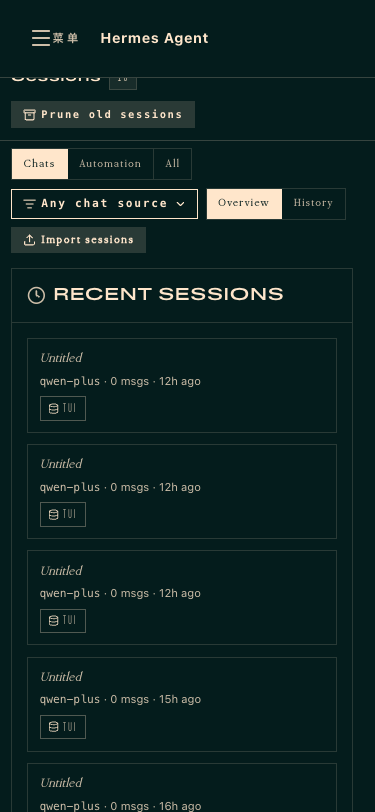 菜单 Hermes Agent
Sessions
Prune old sessions
Chats Automation All
Any chat source Overview History
Import sessions
RECENT SESSIONS
Untitled
qwen-plus · 0 msgs · 12h ago
TUI
Untitled
qwen-plus · 0 msgs · 12h ago
TUI
Untitled
qwen-plus · 0 msgs · 12h ago
TUI
Untitled
qwen-plus · 0 msgs · 15h ago
TUI
Untitled
qwen-plus · 0 msgs · 16h ago